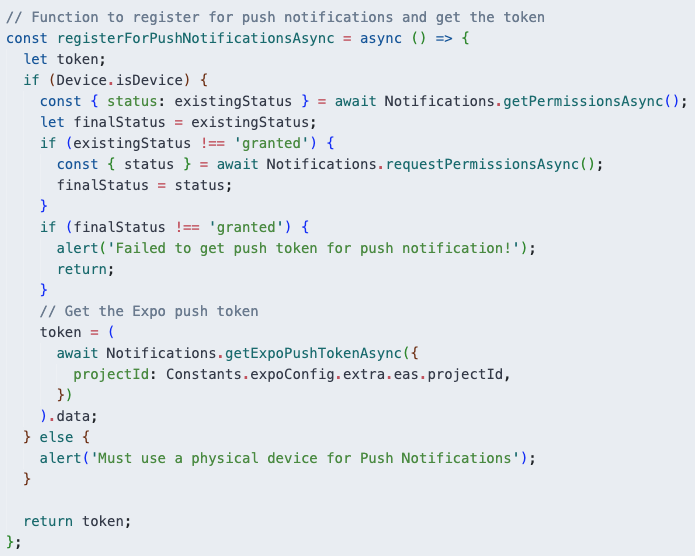 // Function to register for push notifications and get the token
const registerForPushNotificationsAsync = async () => {
  let token;
  if (Device.isDevice) {
    const { status: existingStatus } = await Notifications.getPermissionsAsync();
    let finalStatus = existingStatus;
    if (existingStatus !== 'granted') {
      const { status } = await Notifications.requestPermissionsAsync();
      finalStatus = status;
    }
    if (finalStatus !== 'granted') {
      alert('Failed to get push token for push notification!');
      return;
    }
    // Get the Expo push token
    token = (
      await Notifications.getExpoPushTokenAsync({
        projectId: Constants.expoConfig.extra.eas.projectId,
      })
    ).data;
  } else {
    alert('Must use a physical device for Push Notifications');
  }

  return token;
};